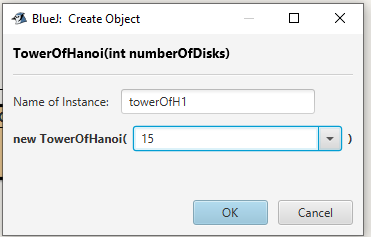 BlueJ: Create Object
TowerOfHanoi(int numberOfDisks)
Name of Instance: towerOfH1
new TowerOfHanoi( 15 )
OK Cancel